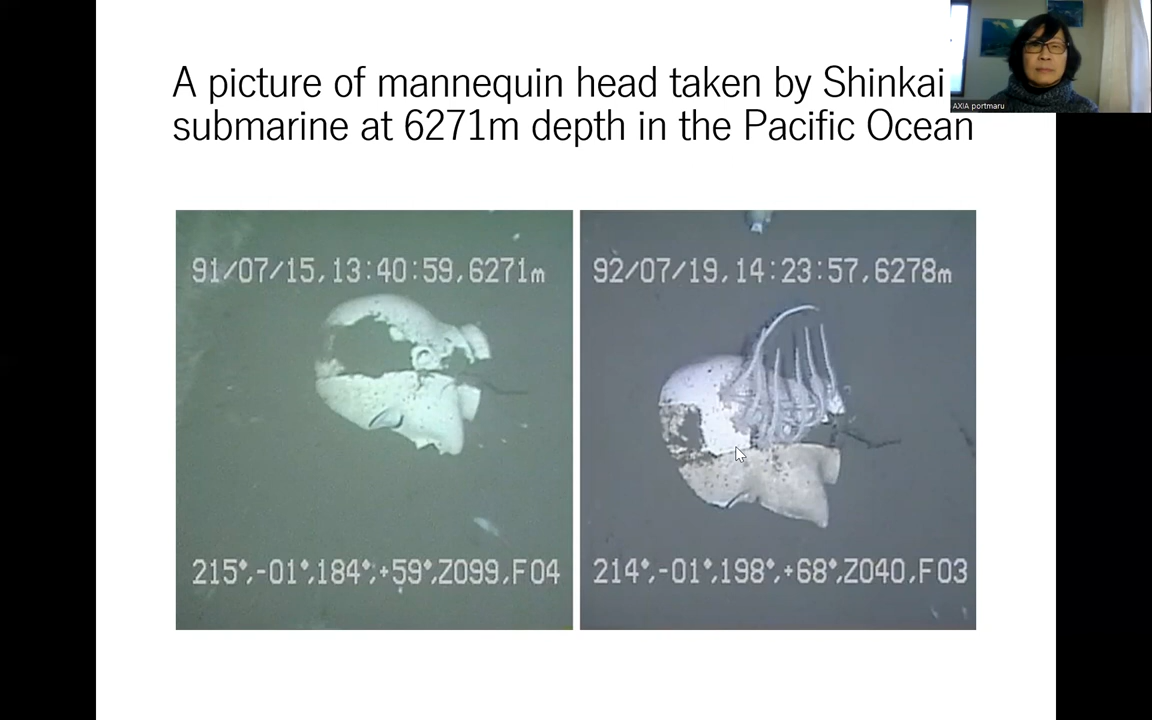 A picture of mannequin head taken by Shinkai
submarine at 6271m depth in the Pacific Ocean
AXIA portmaru
91/07/15,13:40:59,6271m
92/07/19,14:23:57,6278m
215°,-01°,184°,+59°,Z099,F04
214°,-01°,198°,+68°,Z040,F03